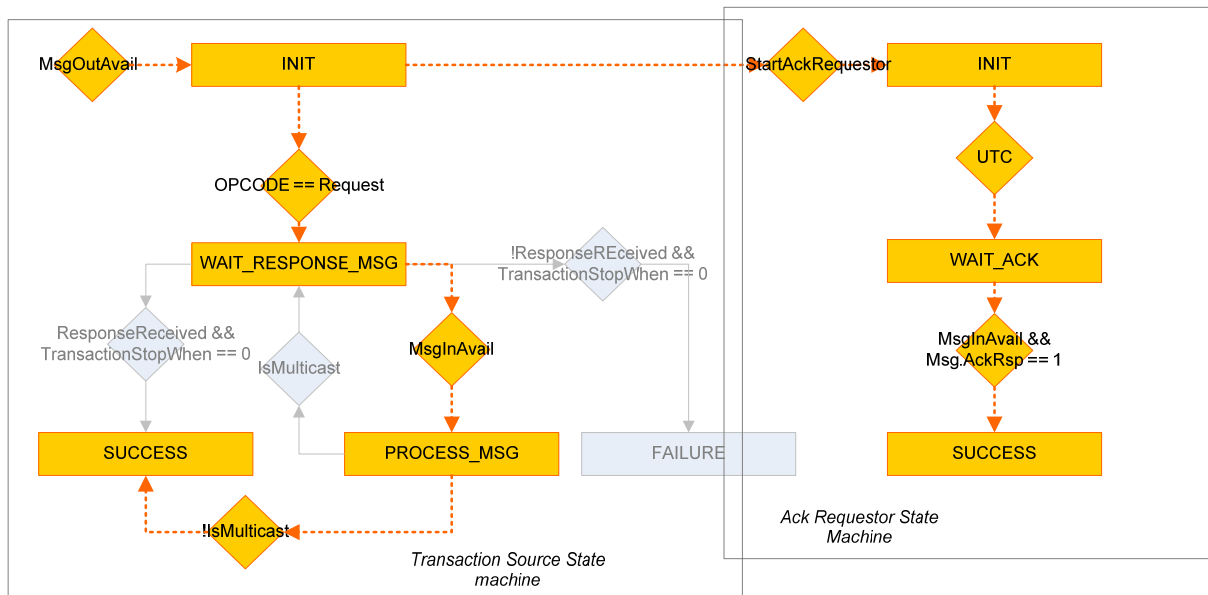 MsgOutAvail
INIT
StartAckRequestor
INIT
UTC
OPCODE == Request
WAIT_RESPONSE_MSG
!ResponseREceived &&
TransactionStopWhen == 0
WAIT_ACK
ResponseReceived &&
TransactionStopWhen == 0
IsMulticast
MsgInAvail
MsgInAvail &&
Msg.AckRsp == 1
SUCCESS
PROCESS_MSG
FAILURE
SUCCESS
!IsMulticast
Transaction Source State
machine
Ack Requestor State
Machine